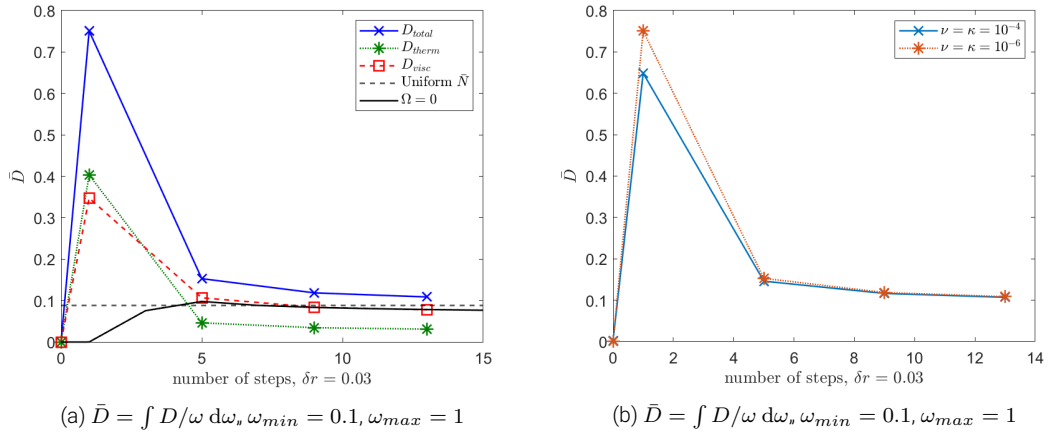 0.8
0.7
0.6
0.5
0.4
0.3
0.2
0.1
0
D̄
D_total
D_therm
D_visc
Uniform N̄
Ω = 0
0 5 10 15
number of steps, δr = 0.03
(a) D̄ = ∫ D/ω dω,, ω_min = 0.1, ω_max = 1
0.8
0.7
0.6
0.5
0.4
0.3
0.2
0.1
0
D̄
ν = κ = 10⁻⁴
ν = κ = 10⁻⁶
0 2 4 6 8 10 12 14
number of steps, δr = 0.03
(b) D̄ = ∫ D/ω dω,, ω_min = 0.1, ω_max = 1